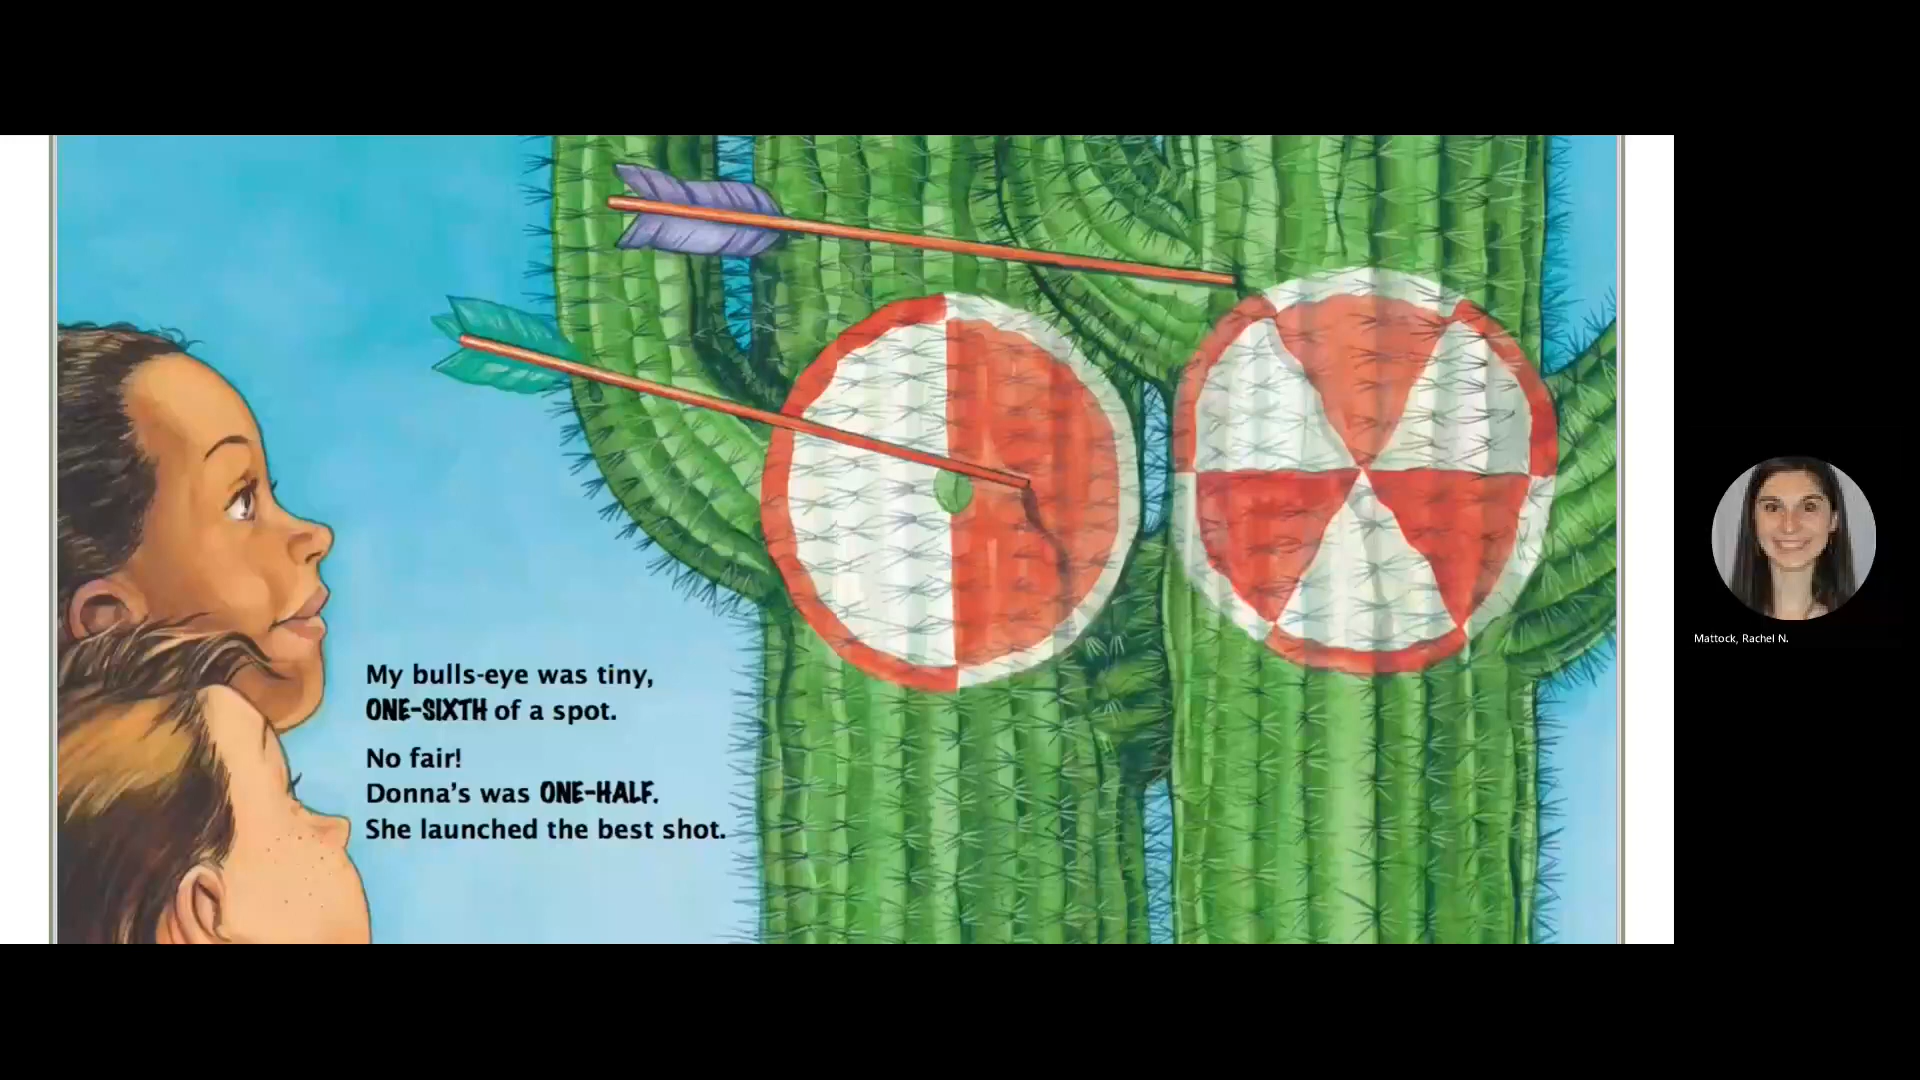 My bulls-eye was tiny,
ONE-SIXTH of a spot.
No fair!
Donna's was ONE-HALF.
She launched the best shot.
Mattock, Rachel N.